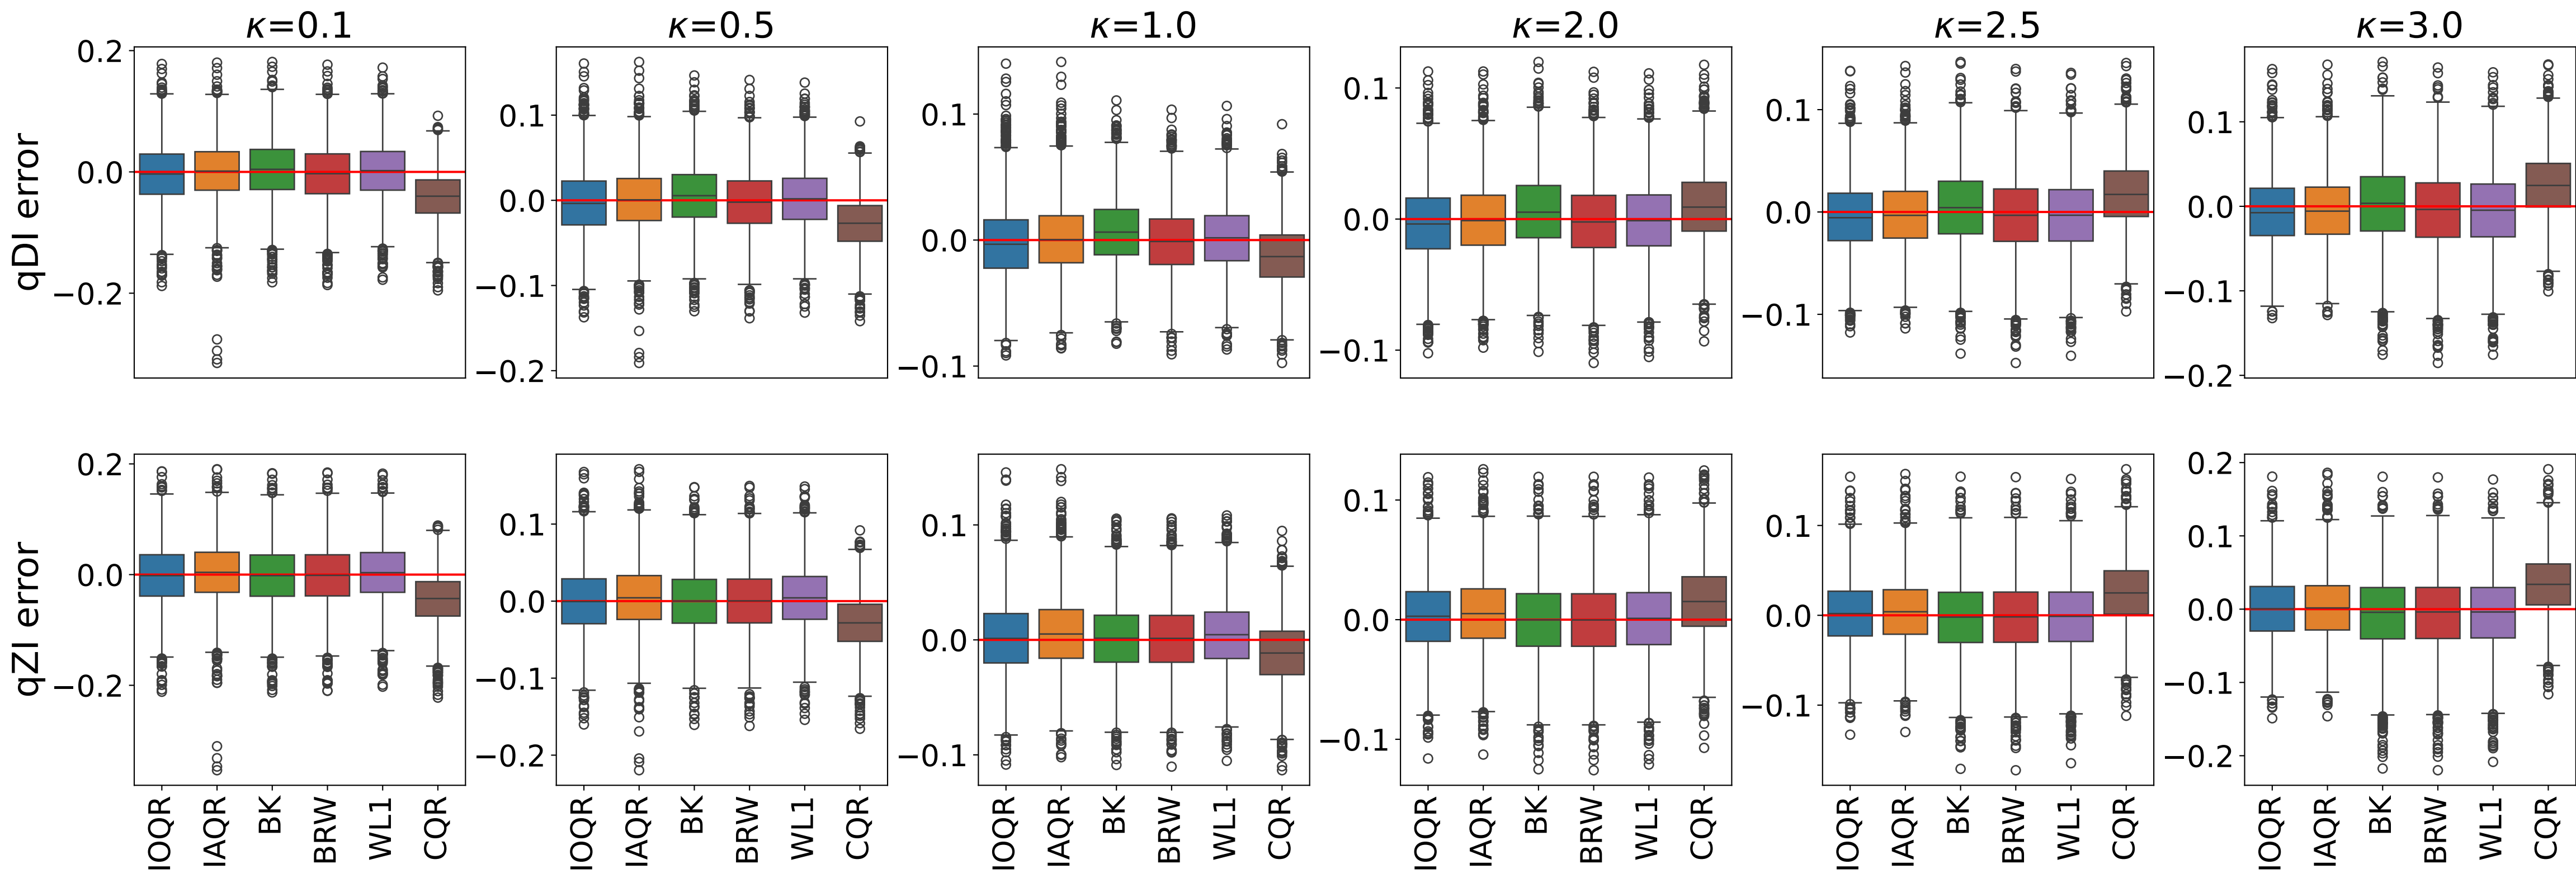 κ=0.1 κ=0.5 κ=1.0 κ=2.0 κ=2.5 κ=3.0
qDI error
0.2 0.0 −0.2
0.1 0.0 −0.1 −0.2
0.1 0.0 −0.1
0.1 0.0 −0.1
0.1 0.0 −0.1
0.1 0.0 −0.1 −0.2
qZI error
0.2 0.0 −0.2
0.1 0.0 −0.1 −0.2
0.1 0.0 −0.1
0.1 0.0 −0.1
0.1 0.0 −0.1
0.2 0.1 0.0 −0.1 −0.2
IOQR IAQR BK BRW WL1 CQR
IOQR IAQR BK BRW WL1 CQR
IOQR IAQR BK BRW WL1 CQR
IOQR IAQR BK BRW WL1 CQR
IOQR IAQR BK BRW WL1 CQR
IOQR IAQR BK BRW WL1 CQR